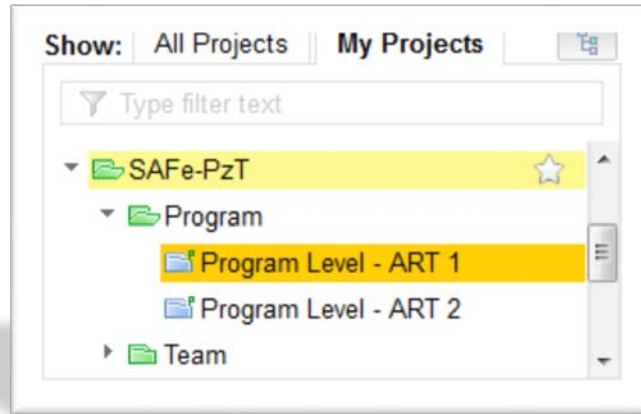 Show: All Projects My Projects
Type filter text
SAFe-PzT
Program
Program Level - ART 1
Program Level - ART 2
Team